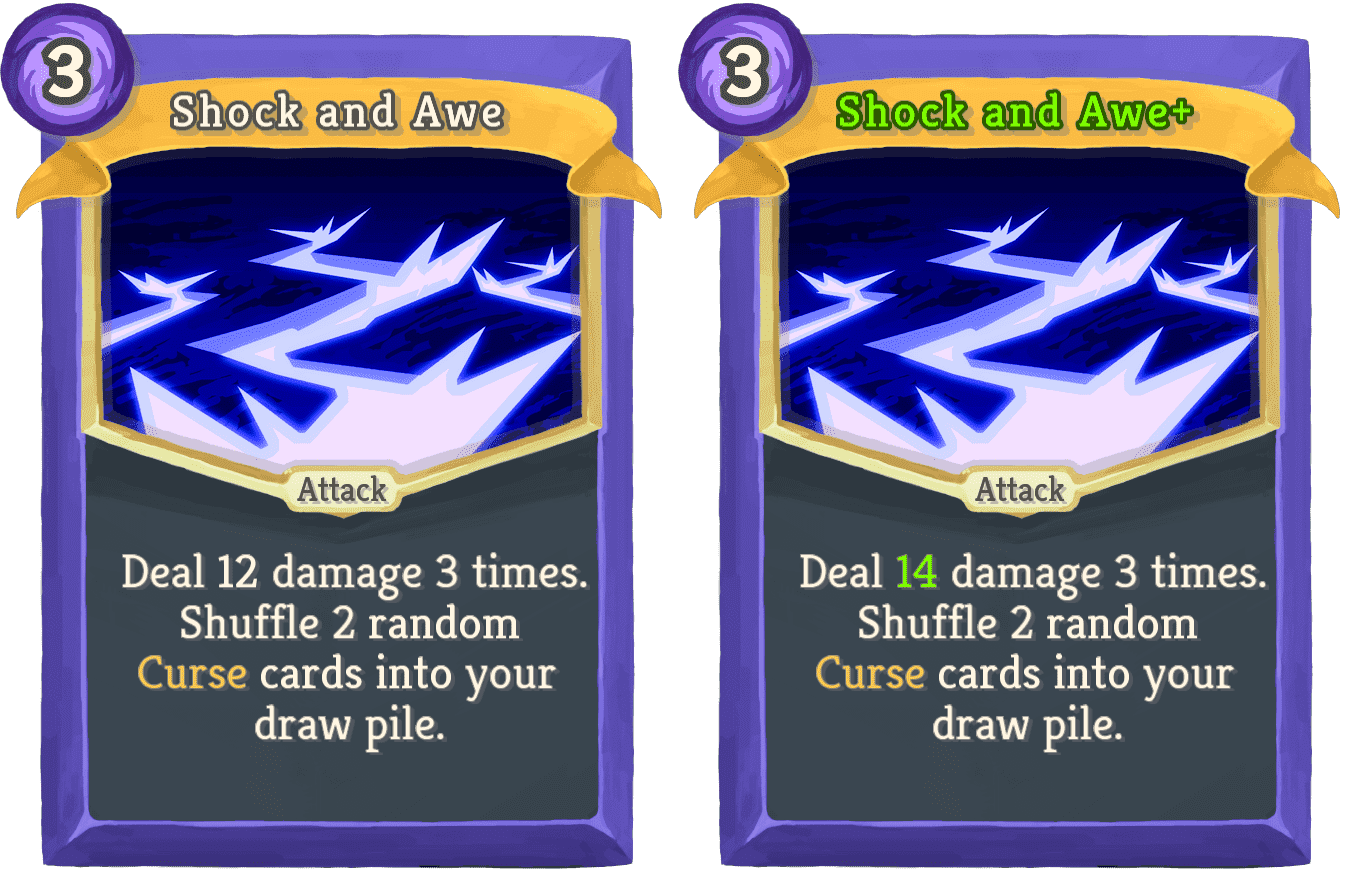 3
Shock and Awe
Attack
Deal 12 damage 3 times.
Shuffle 2 random
Curse cards into your
draw pile.
3
Shock and Awe+
Attack
Deal 14 damage 3 times.
Shuffle 2 random
Curse cards into your
draw pile.